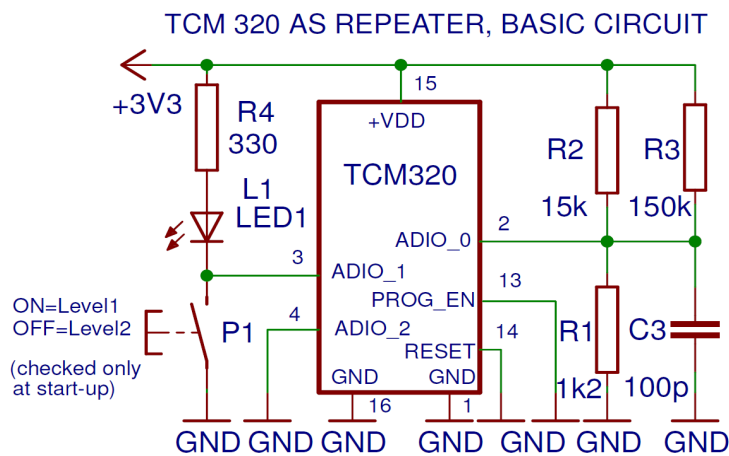 TCM 320 AS REPEATER, BASIC CIRCUIT
+3V3
R4
330
L1
LED1
15
+VDD
TCM320
ADIO_0
2
3
ADIO_1
PROG_EN
13
4
ADIO_2
RESET
14
GND
GND
16
1
R2
15k
R3
150k
R1
1k2
C3
100p
ON=Level1
OFF=Level2
P1
(checked only
at start-up)
GND
GND
GND
GND
GND
GND
GND